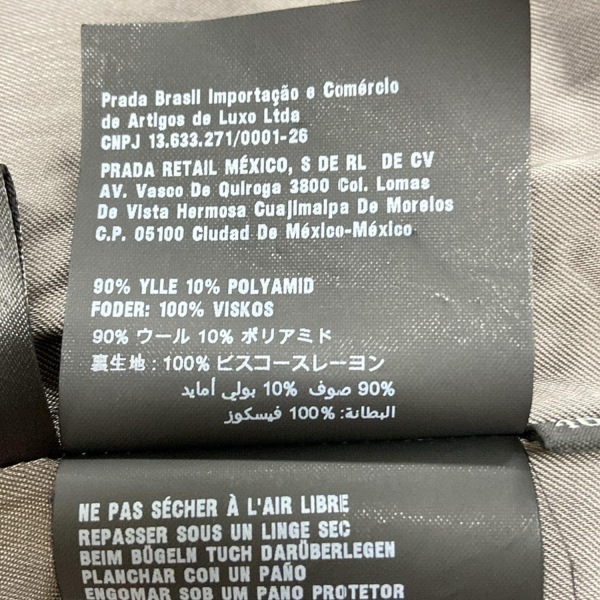 Prada Brasil Importação e Comércio
de Artigos de Luxo Ltda
CNPJ 13.633.271/0001-26
PRADA RETAIL MÉXICO, S DE RL DE CV
AV. Vasco De Quiroga 3800 Col. Lomas
De Vista Hermosa Cuajimalpa De Morelos
C.P. 05100 Ciudad De México-México
90% YLLE 10% POLYAMID
FODER: 100% VISKOS
90% ウール 10% ポリアミド
裏生地 : 100% ビスコースレーヨン
90% صوف 10% بولي أمايد
البطانة: 100% فيسكوز
NE PAS SÉCHER À L'AIR LIBRE
REPASSER SOUS UN LINGE SEC
BEIM BÜGELN TUCH DARÜBERLEGEN
PLANCHAR CON UN PAÑO
ENGOMAR SOB UM PANO PROTETOR